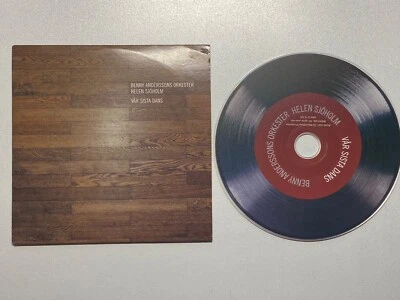 BENNY ANDERSSONS ORKESTER
HELEN SJÖHOLM
VÅR SISTA DANS
BENNY ANDERSSONS ORKESTER HELEN SJÖHOLM
VÅR SISTA DANS